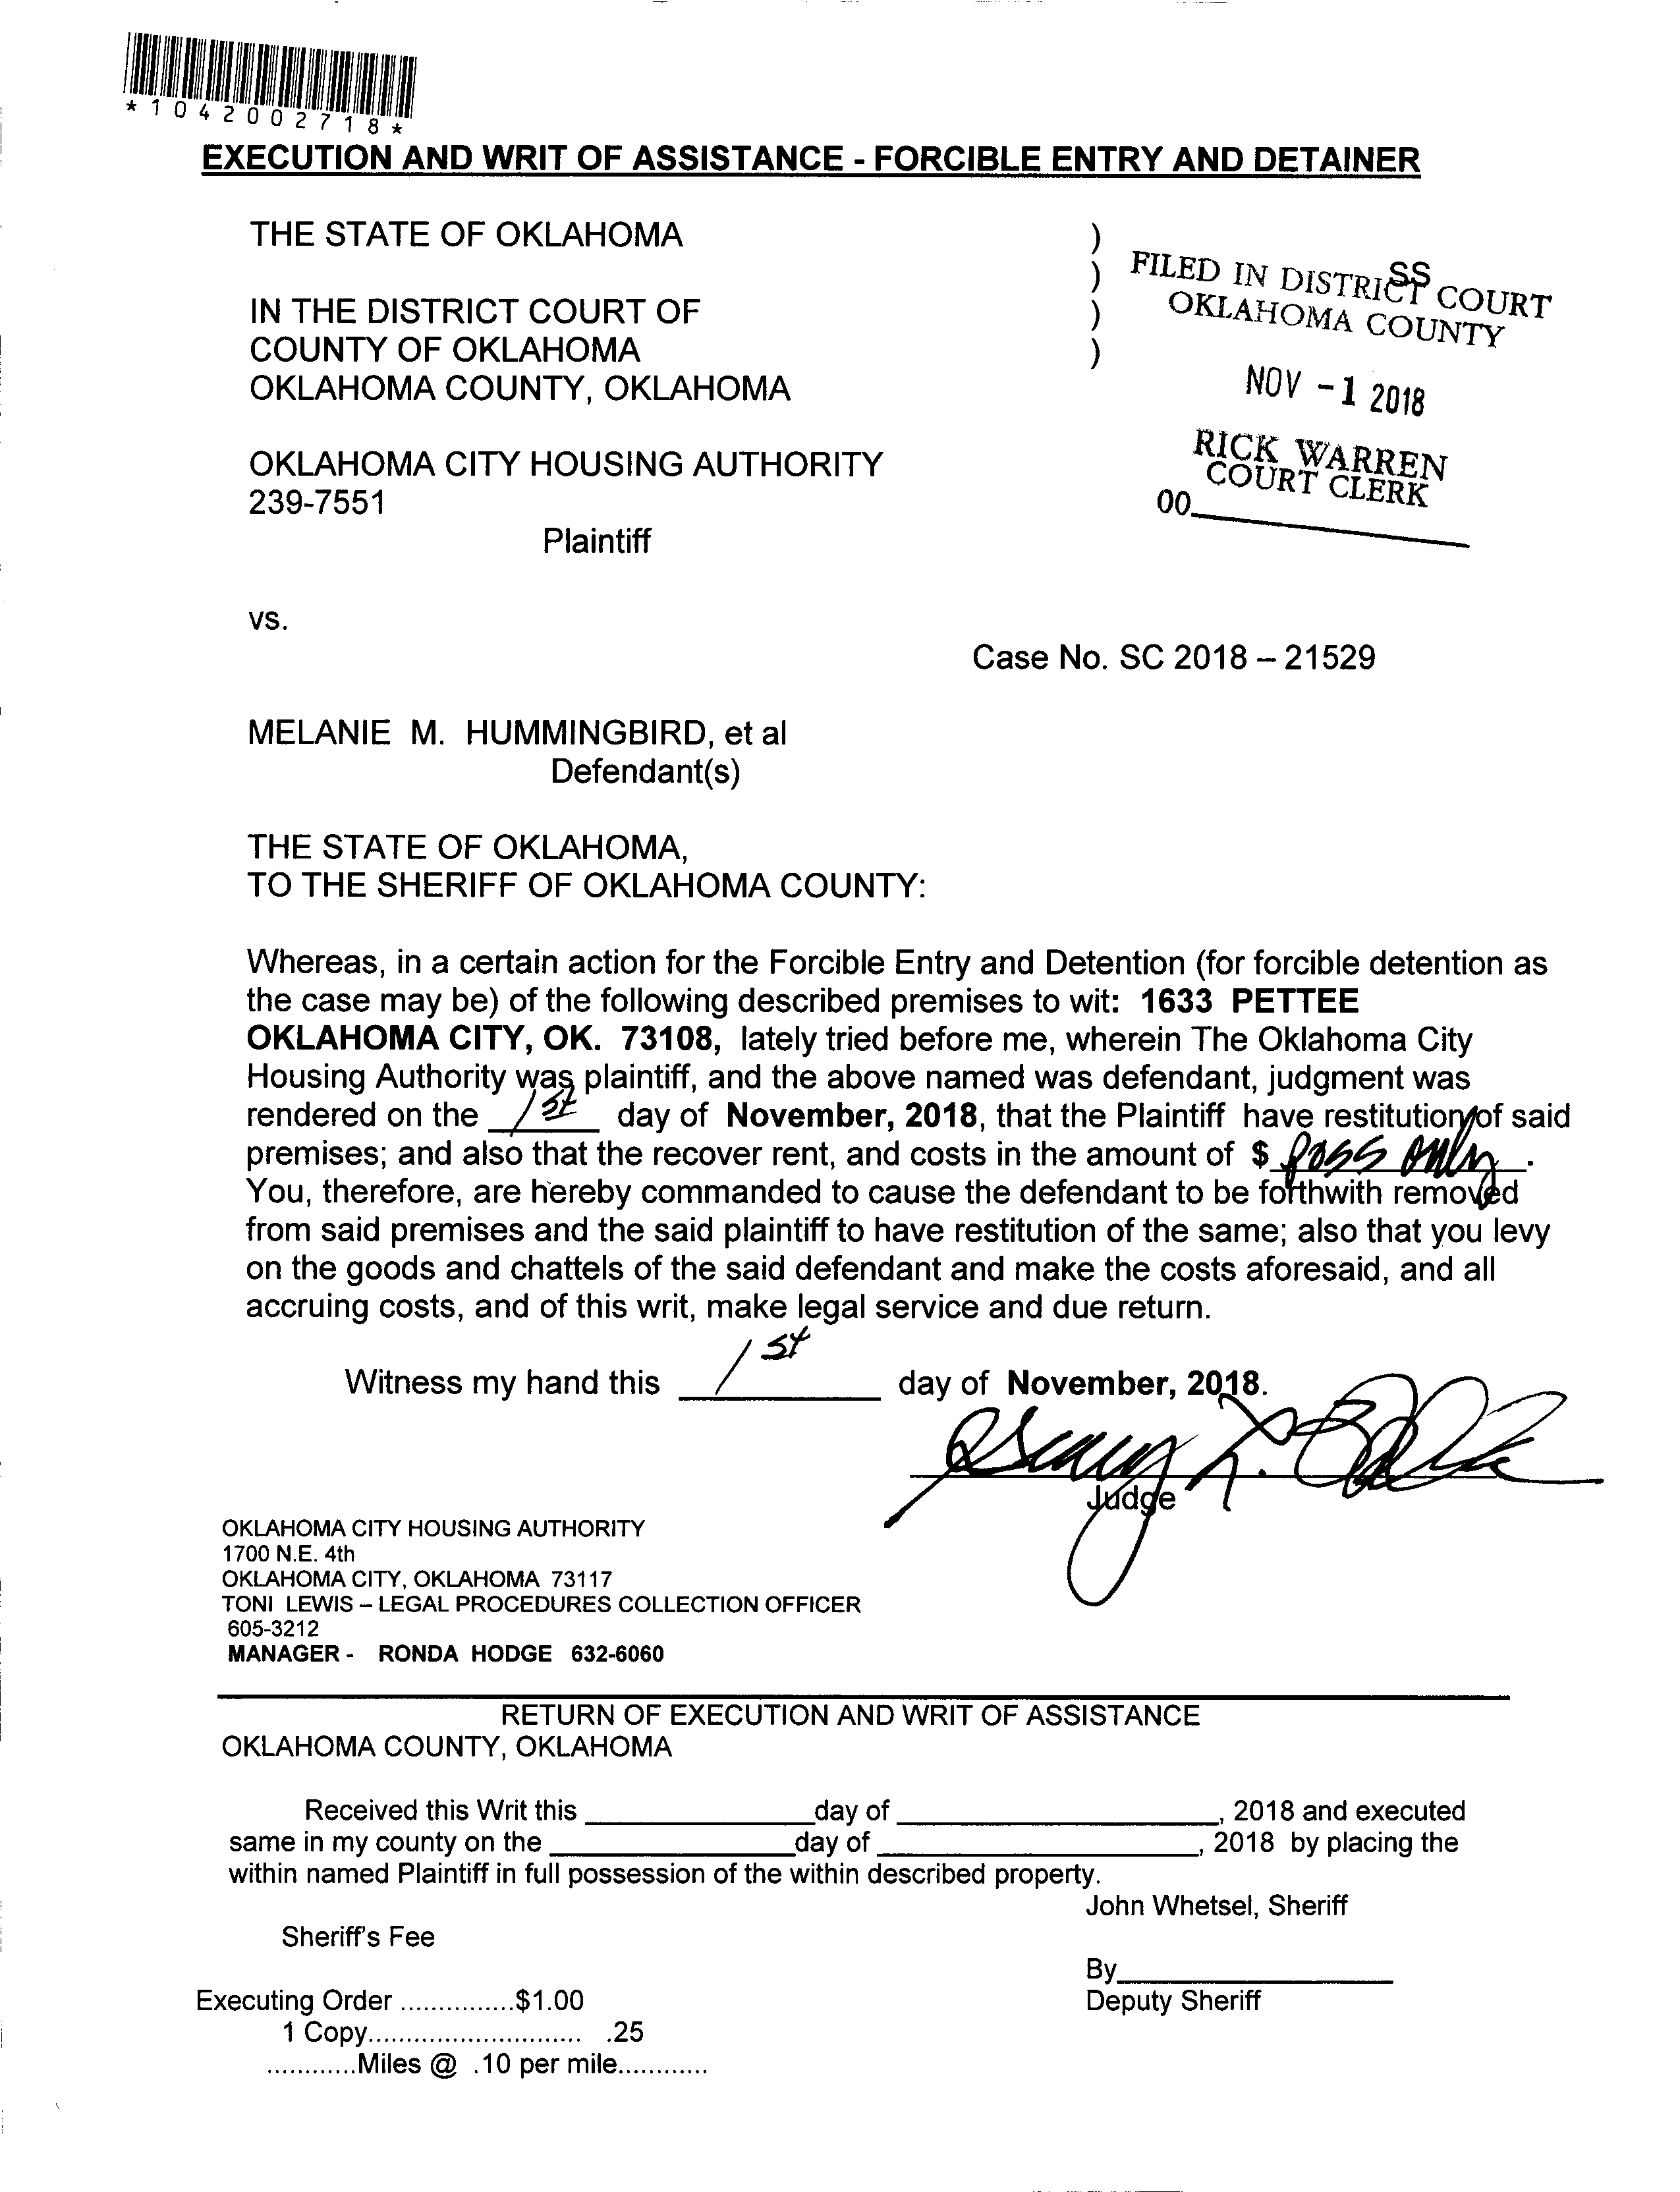 *1042002718*
EXECUTION AND WRIT OF ASSISTANCE - FORCIBLE ENTRY AND DETAINER
THE STATE OF OKLAHOMA )
) SS
IN THE DISTRICT COURT OF )
COUNTY OF OKLAHOMA )
OKLAHOMA COUNTY, OKLAHOMA
FILED IN DISTRICT COURT
OKLAHOMA COUNTY
NOV -1 2018
RICK WARREN
COURT CLERK
00
OKLAHOMA CITY HOUSING AUTHORITY
239-7551
Plaintiff
vs.
Case No. SC 2018 – 21529
MELANIE M. HUMMINGBIRD, et al
Defendant(s)
THE STATE OF OKLAHOMA,
TO THE SHERIFF OF OKLAHOMA COUNTY:
Whereas, in a certain action for the Forcible Entry and Detention (for forcible detention as
the case may be) of the following described premises to wit: 1633 PETTEE
OKLAHOMA CITY, OK. 73108, lately tried before me, wherein The Oklahoma City
Housing Authority was plaintiff, and the above named was defendant, judgment was
rendered on the 1st day of November, 2018, that the Plaintiff have restitution of said
premises; and also that the recover rent, and costs in the amount of $ poss only.
You, therefore, are hereby commanded to cause the defendant to be forthwith removed
from said premises and the said plaintiff to have restitution of the same; also that you levy
on the goods and chattels of the said defendant and make the costs aforesaid, and all
accruing costs, and of this writ, make legal service and due return.
Witness my hand this 1st day of November, 2018.
Judge
OKLAHOMA CITY HOUSING AUTHORITY
1700 N.E. 4th
OKLAHOMA CITY, OKLAHOMA 73117
TONI LEWIS – LEGAL PROCEDURES COLLECTION OFFICER
605-3212
MANAGER - RONDA HODGE 632-6060
RETURN OF EXECUTION AND WRIT OF ASSISTANCE
OKLAHOMA COUNTY, OKLAHOMA
Received this Writ this ______ day of ______, 2018 and executed
same in my county on the ______ day of ______, 2018 by placing the
within named Plaintiff in full possession of the within described property.
John Whetsel, Sheriff
Sheriff's Fee
By______
Executing Order ...............$1.00
Deputy Sheriff
1 Copy............................ .25
............Miles @ .10 per mile............